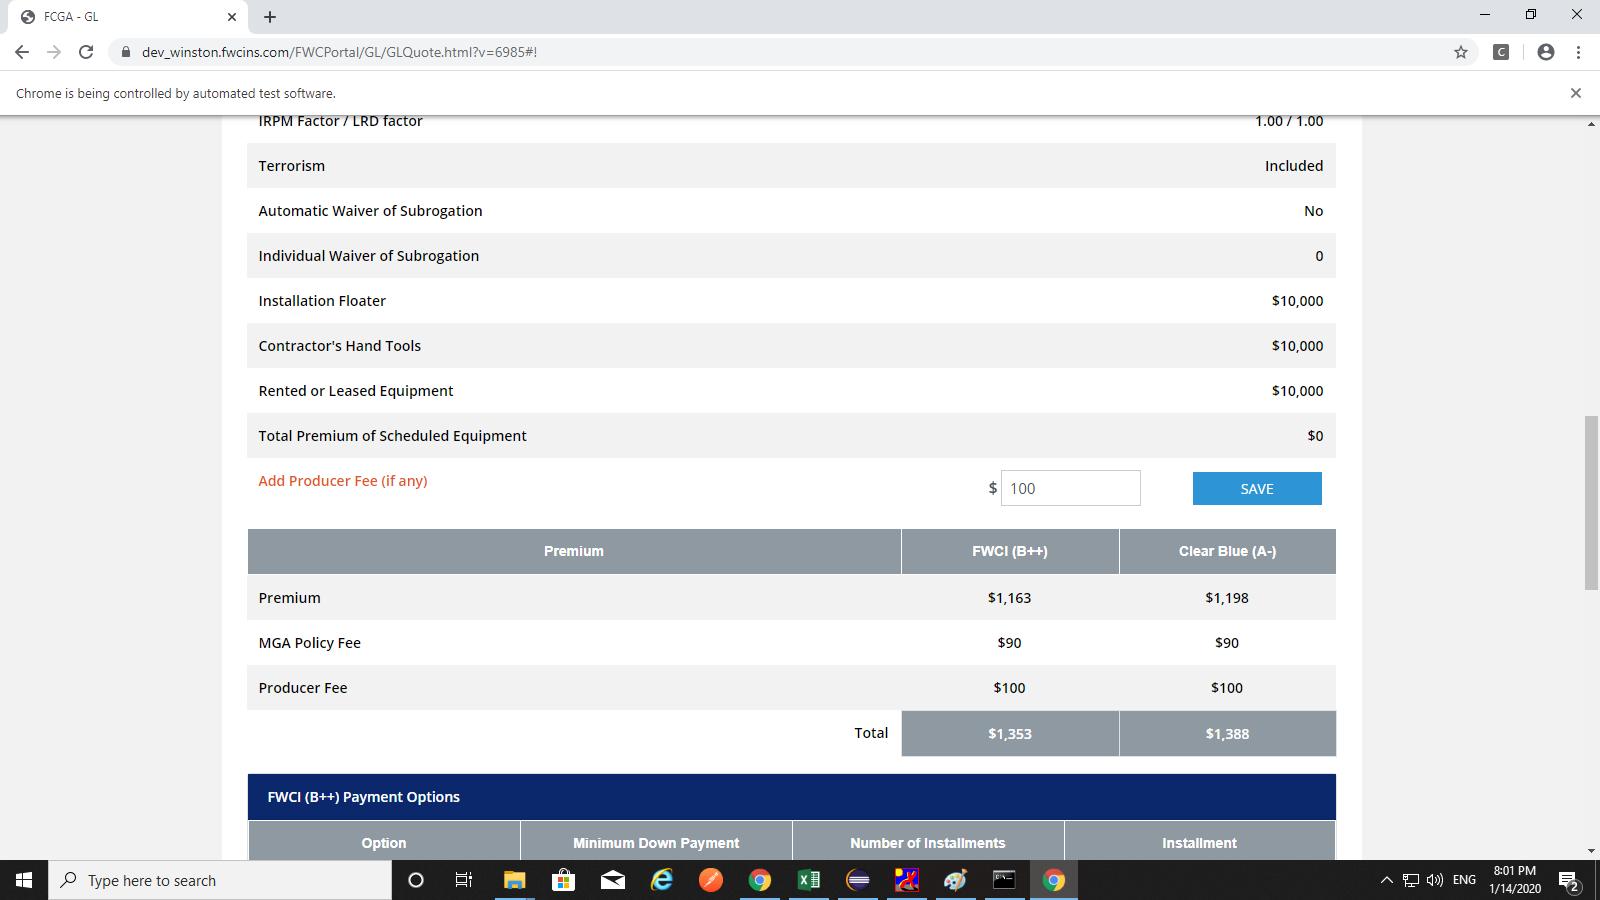 FCGA - GL
dev_winston.fwcins.com/FWCPortal/GL/GLQuote.html?v=6985#!
C
Chrome is being controlled by automated test software.
IRPM Factor / LRD factor 1.00 / 1.00
Terrorism Included
Automatic Waiver of Subrogation No
Individual Waiver of Subrogation 0
Installation Floater $10,000
Contractor's Hand Tools $10,000
Rented or Leased Equipment $10,000
Total Premium of Scheduled Equipment $0
Add Producer Fee (if any) $ 100 SAVE
Premium FWCI (B++) Clear Blue (A-)
Premium $1,163 $1,198
MGA Policy Fee $90 $90
Producer Fee $100 $100
Total $1,353 $1,388
FWCI (B++) Payment Options
Option Minimum Down Payment Number of Installments Installment
Type here to search
ENG
8:01 PM
1/14/2020
2